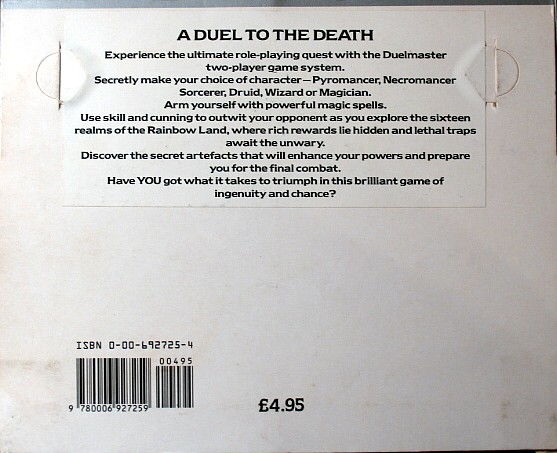 A DUEL TO THE DEATH
Experience the ultimate role-playing quest with the Duelmaster
two-player game system.
Secretly make your choice of character — Pyromancer, Necromancer
Sorcerer, Druid, Wizard or Magician.
Arm yourself with powerful magic spells.
Use skill and cunning to outwit your opponent as you explore the sixteen
realms of the Rainbow Land, where rich rewards lie hidden and lethal traps
await the unwary.
Discover the secret artefacts that will enhance your powers and prepare
you for the final combat.
Have YOU got what it takes to triumph in this brilliant game of
ingenuity and chance?
ISBN 0-00-692725-4
00495
9 780006 927259
£4.95